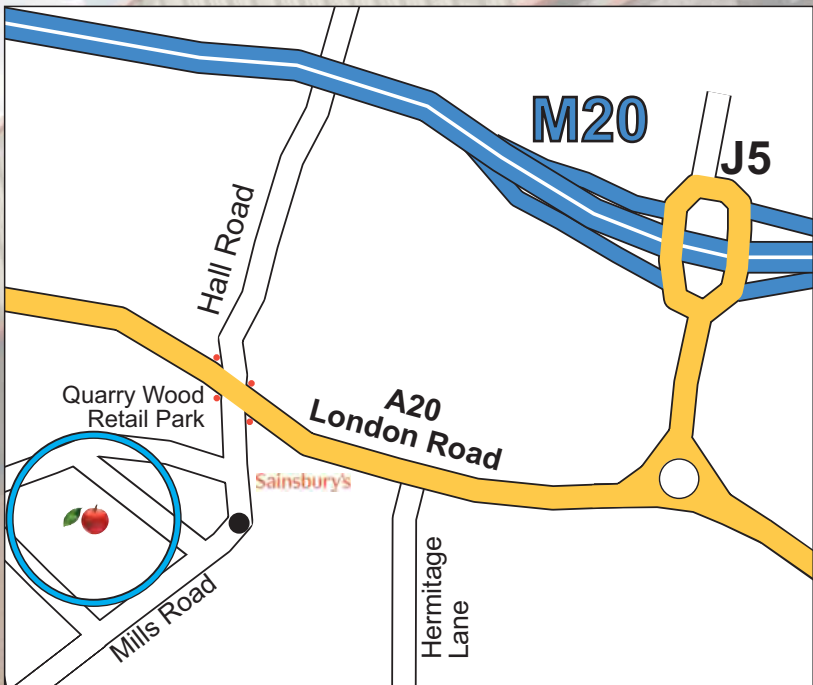 M20
J5
Hall Road
Quarry Wood
Retail Park
A20
London Road
Sainsbury's
Hermitage
Lane
Mills Road